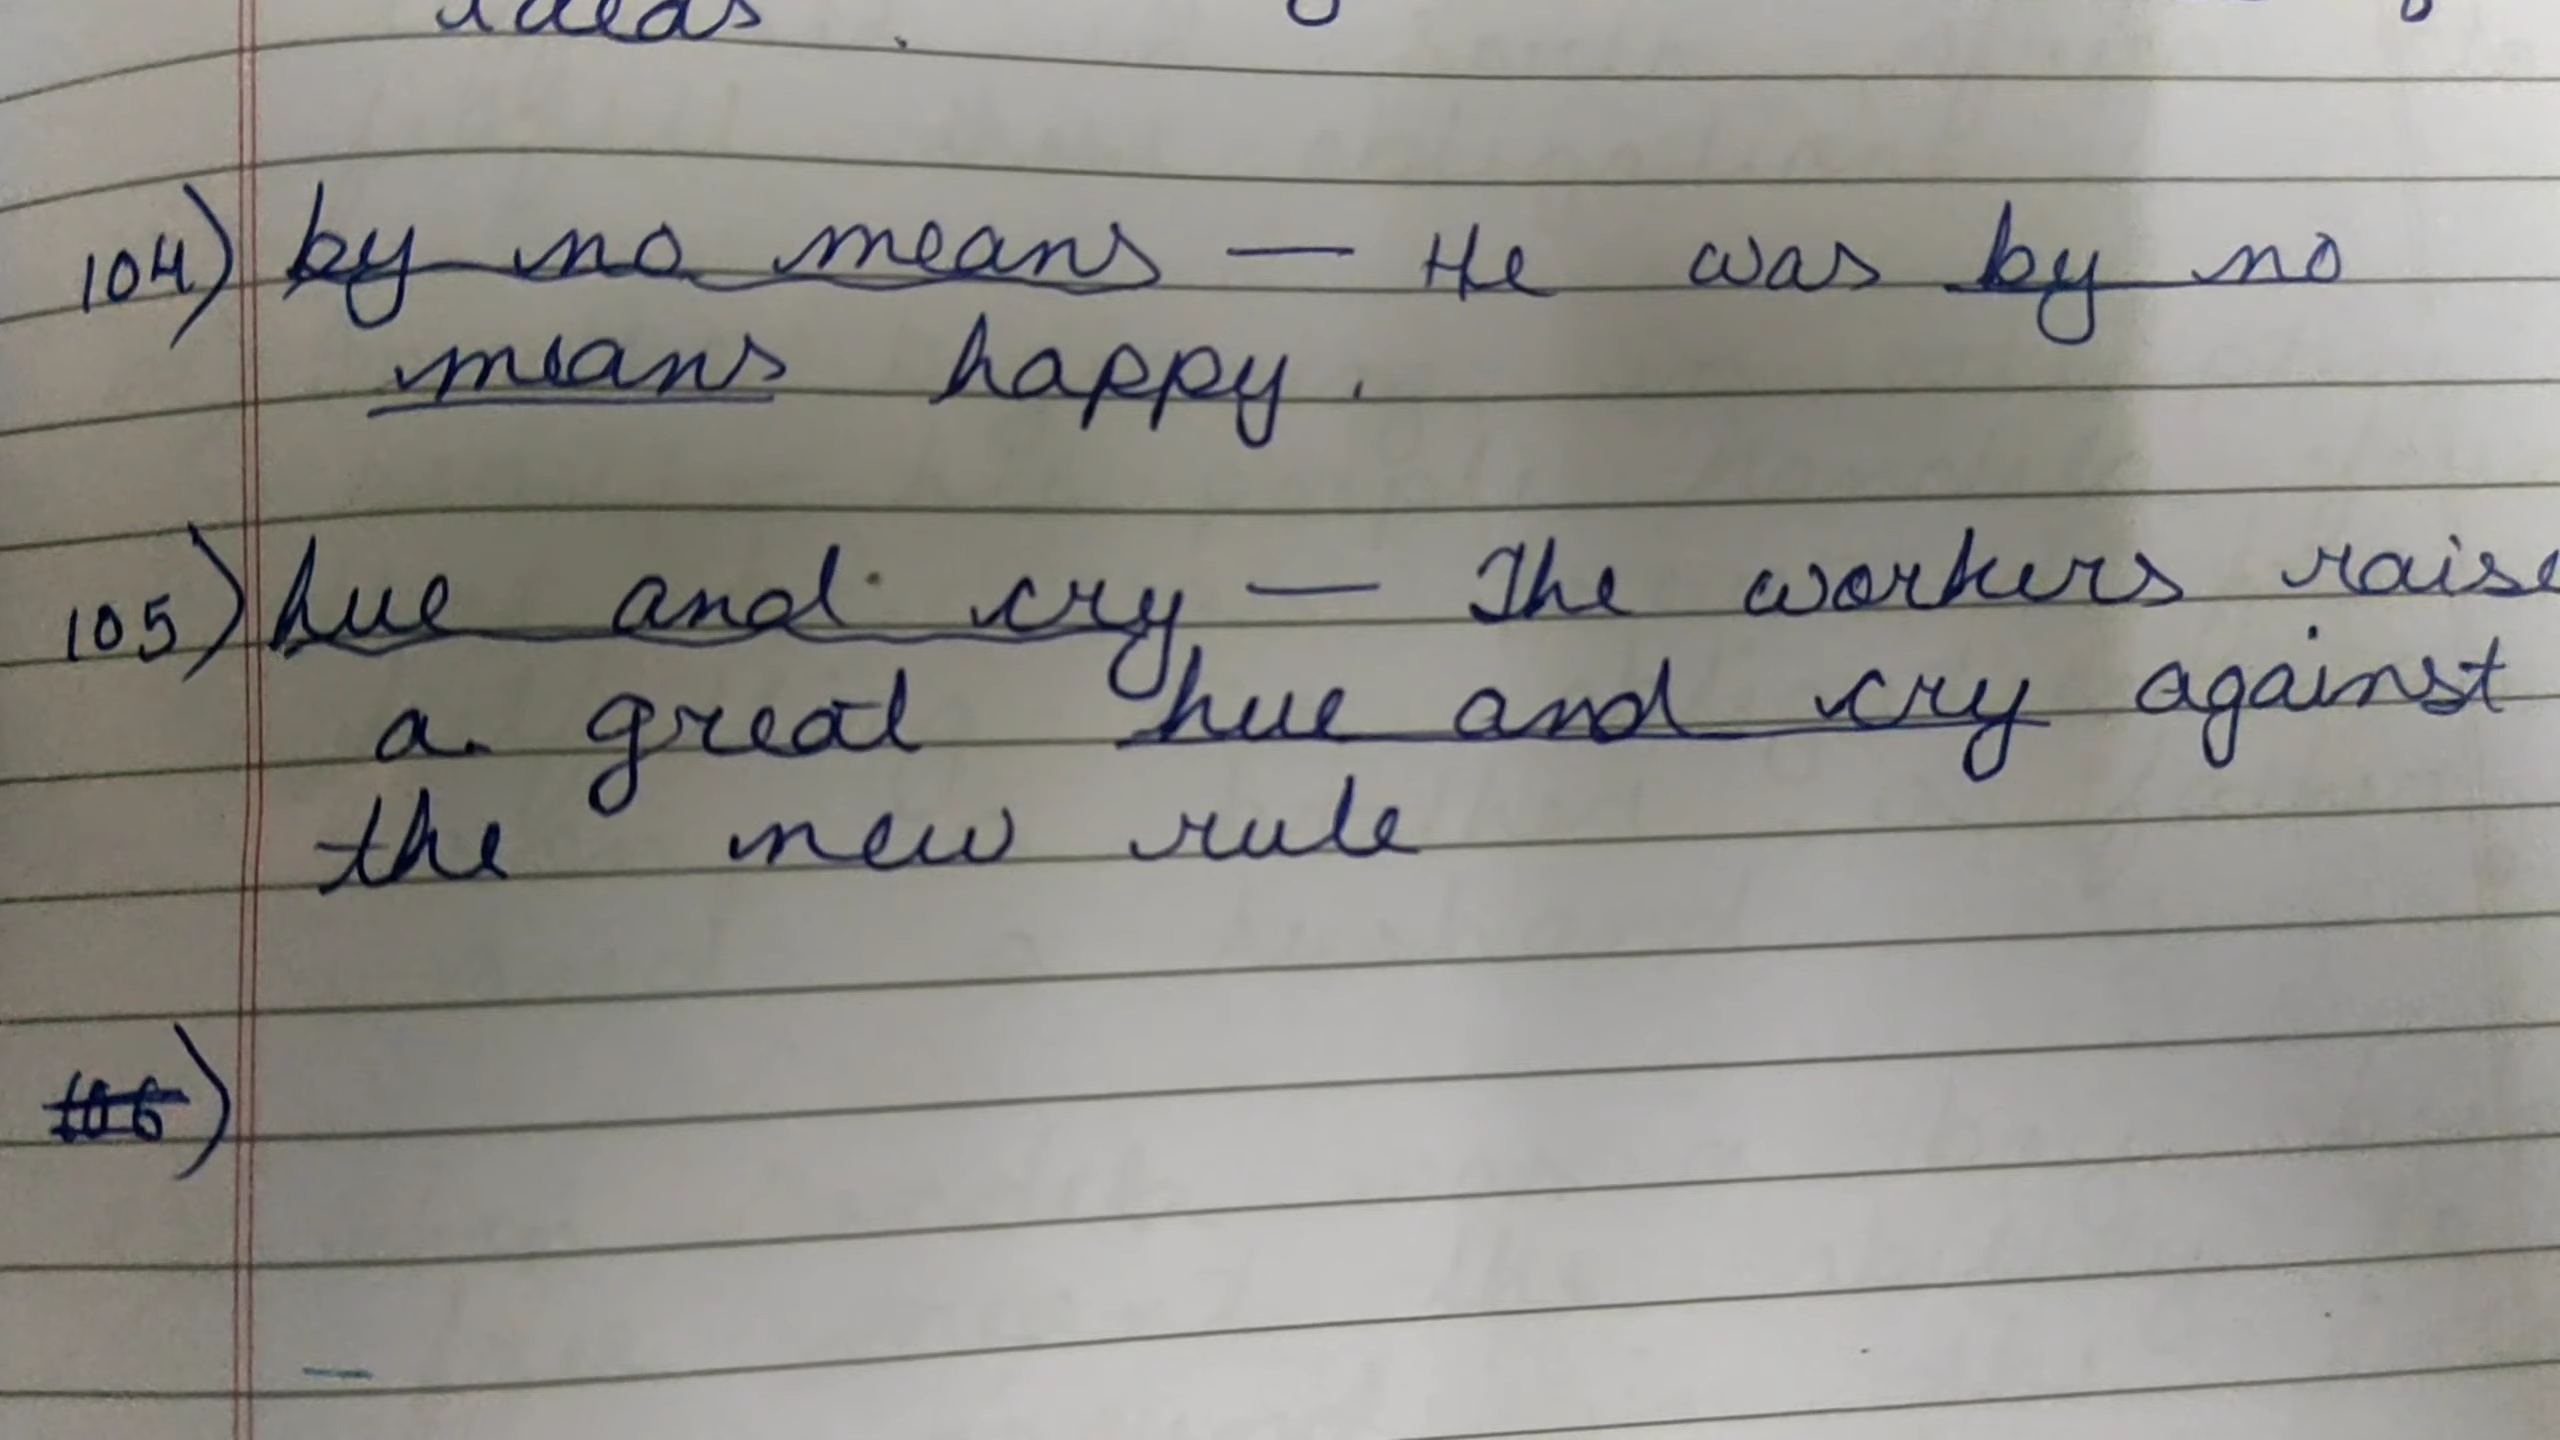 ideas.
104) by no means — He was by no
means happy.
105) hue and cry — The workers raise
a great hue and cry against
the new rule
106)